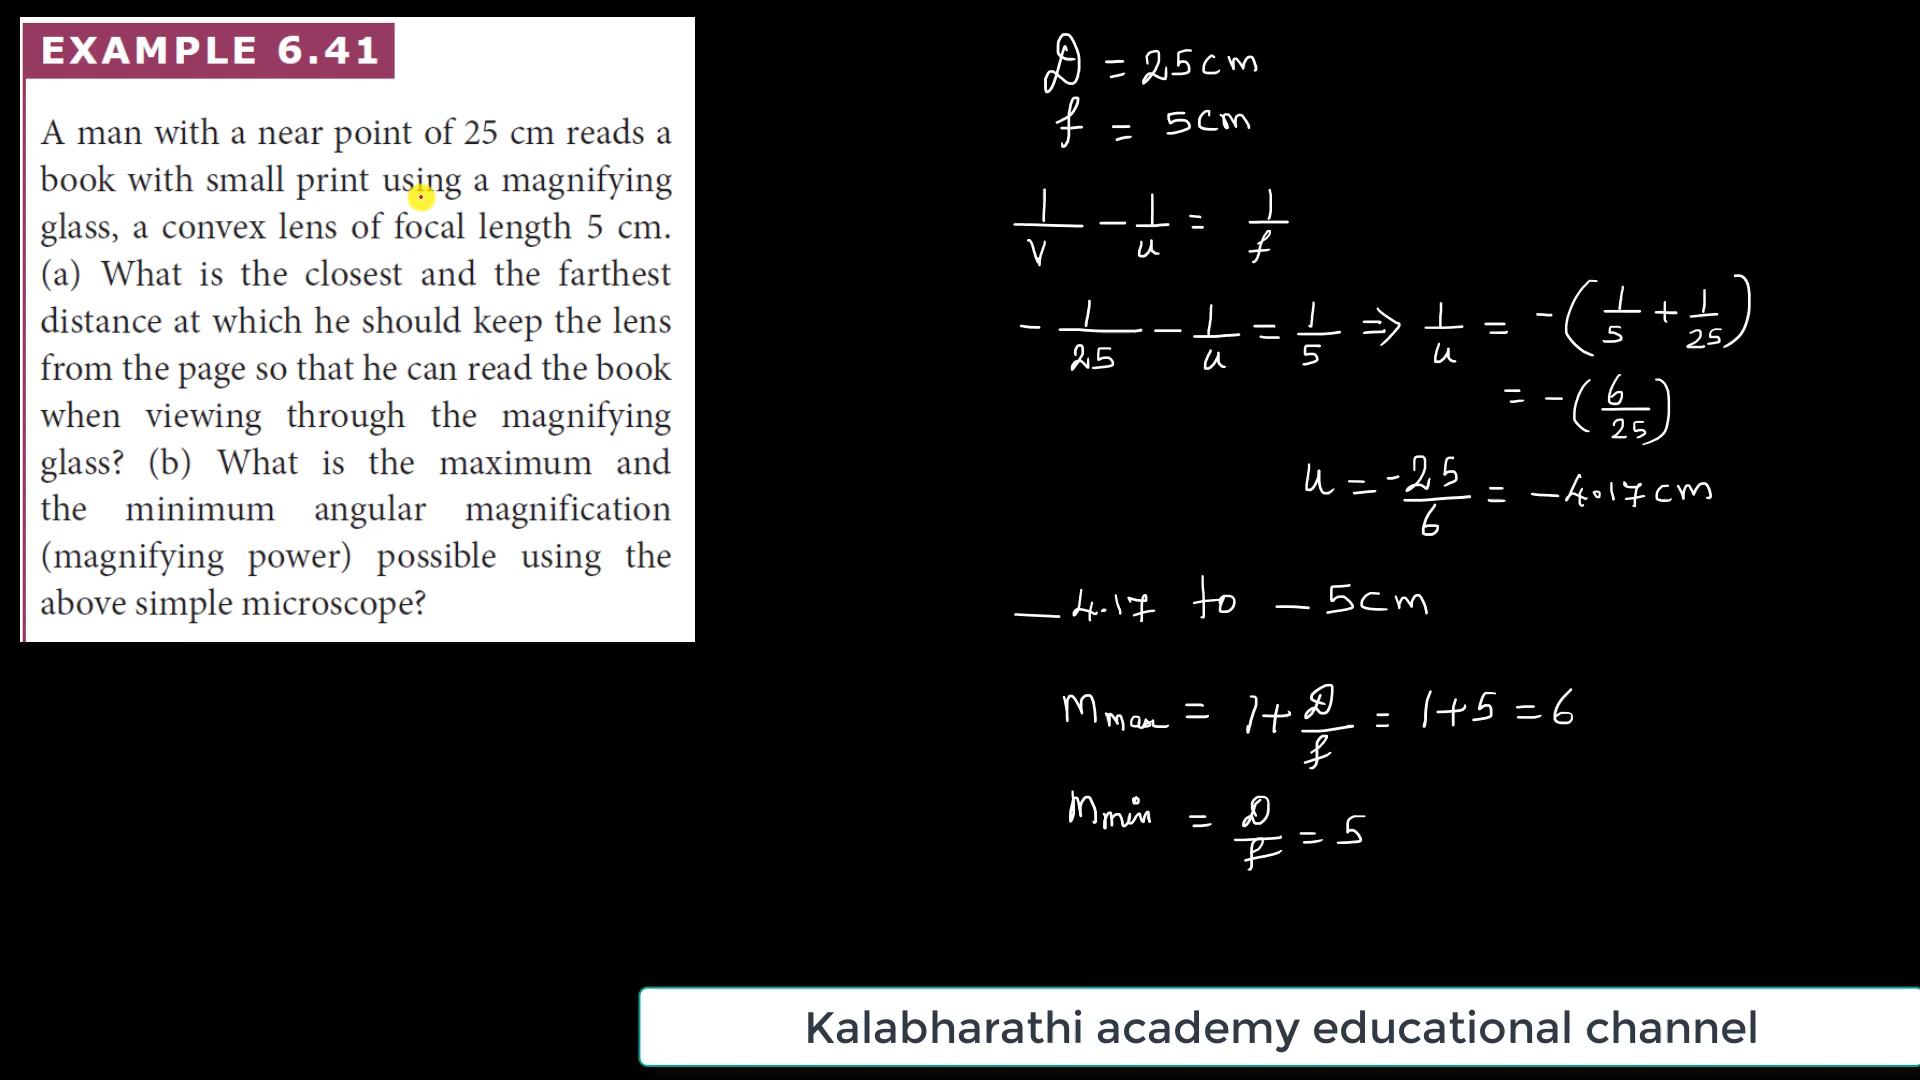 EXAMPLE 6.41
A man with a near point of 25 cm reads a
book with small print using a magnifying
glass, a convex lens of focal length 5 cm.
(a) What is the closest and the farthest
distance at which he should keep the lens
from the page so that he can read the book
when viewing through the magnifying
glass? (b) What is the maximum and
the minimum angular magnification
(magnifying power) possible using the
above simple microscope?
D = 25cm
f = 5cm
1/v - 1/u = 1/f
-1/25 - 1/u = 1/5 ⇒ 1/u = -(1/5 + 1/25)
= -(6/25)
u = -25/6 = -4.17cm
-4.17 to -5cm
m max = 1+D/f = 1+5 = 6
m min = D/f = 5
Kalabharathi academy educational channel